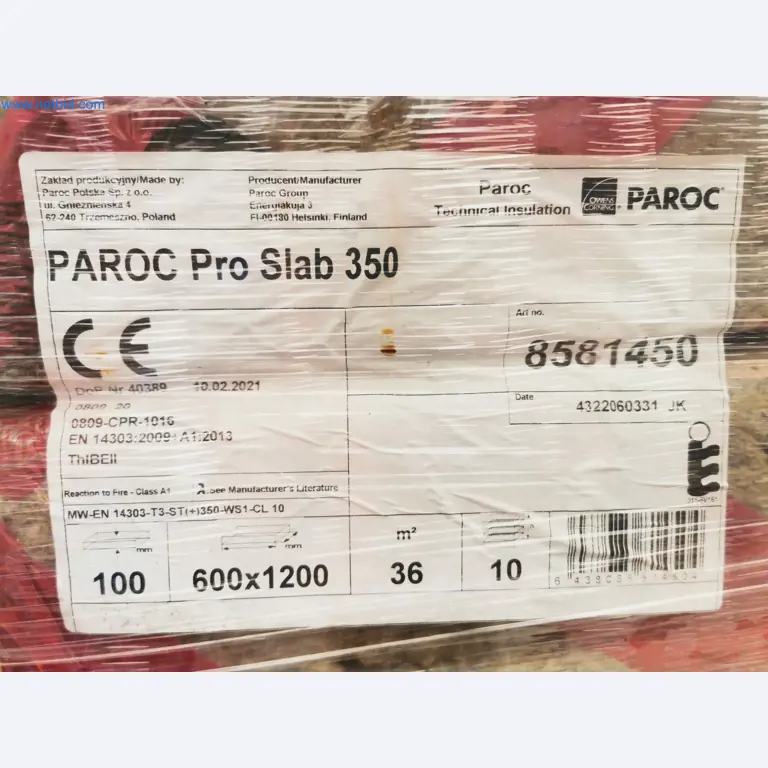 www.netbid.com
Zakład produkcyjny/Made by:
Paroc Polska Sp. z o.o.
ul. Gnieźnieńska 4
62-240 Trzemeszno, Poland
Producent/Manufacturer
Paroc Group
Energiakuja 3
FI-00180 Helsinki, Finland
Paroc
Technical Insulation
OWENS
CORNING
PAROC
PAROC Pro Slab 350
CE
DoP Nr 40389 10.02.2021
0809 20
0809-CPR-1016
EN 14303:2009+A1:2013
ThIBEII
Reaction to Fire - Class A1
λ: See Manufacturer's Literature
MW-EN 14303-T3-ST(+)350-WS1-CL 10
Art no.
8581450
Date
4322060331 JK
mm
100
mm
600x1200
m²
36
10